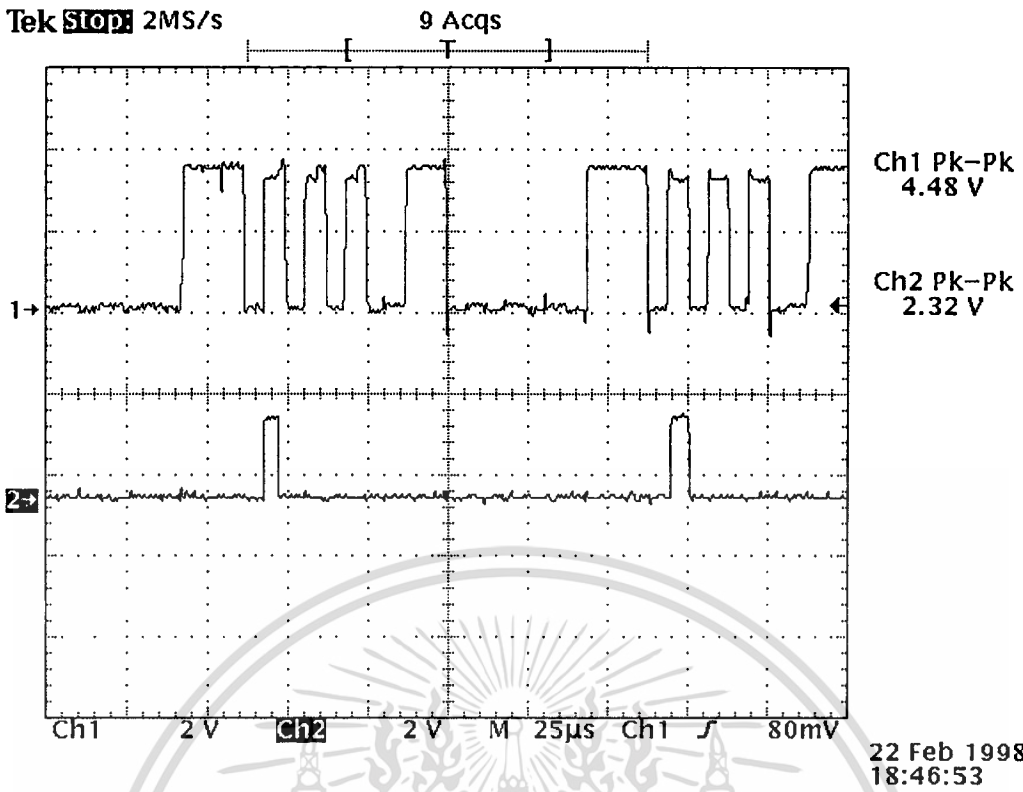 Tek Stop: 2MS/s 9 Acqs
T
Ch1 Pk-Pk
4.48 V
Ch2 Pk-Pk
2.32 V
1→
2→
Ch1 2 V Ch2 2 V M 25µs Ch1 80mV
22 Feb 1998
18:46:53